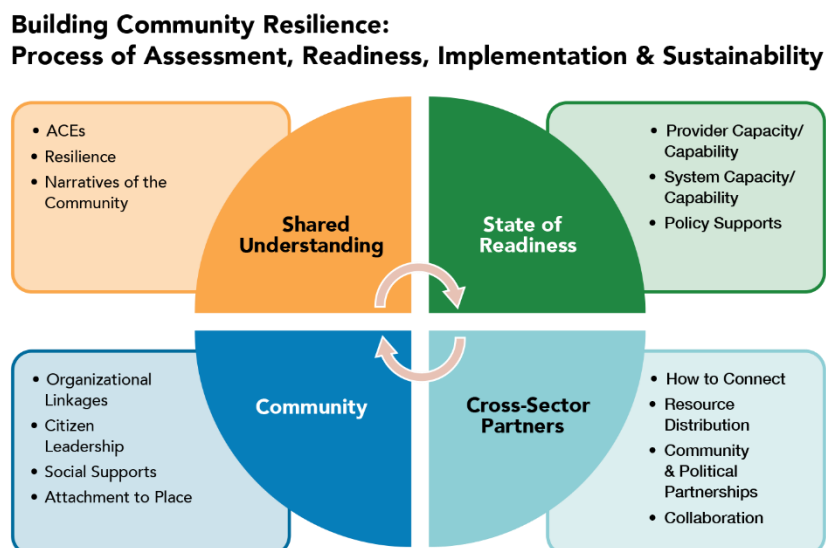 Building Community Resilience:
Process of Assessment, Readiness, Implementation & Sustainability
• ACEs
• Resilience
• Narratives of the
Community
Shared
Understanding
State of
Readiness
• Provider Capacity/
Capability
• System Capacity/
Capability
• Policy Supports
• Organizational
Linkages
• Citizen
Leadership
• Social Supports
• Attachment to Place
Community
Cross-Sector
Partners
• How to Connect
• Resource
Distribution
• Community
& Political
Partnerships
• Collaboration